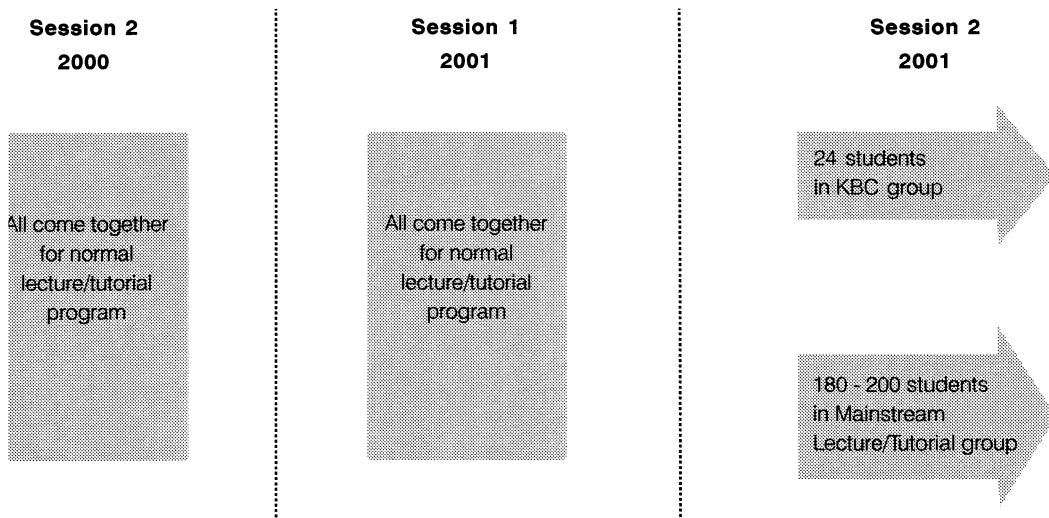 Session 2
2000
All come together
for normal
lecture/tutorial
program
Session 1
2001
All come together
for normal
lecture/tutorial
program
Session 2
2001
24 students
in KBC group
180 - 200 students
in Mainstream
Lecture/Tutorial group